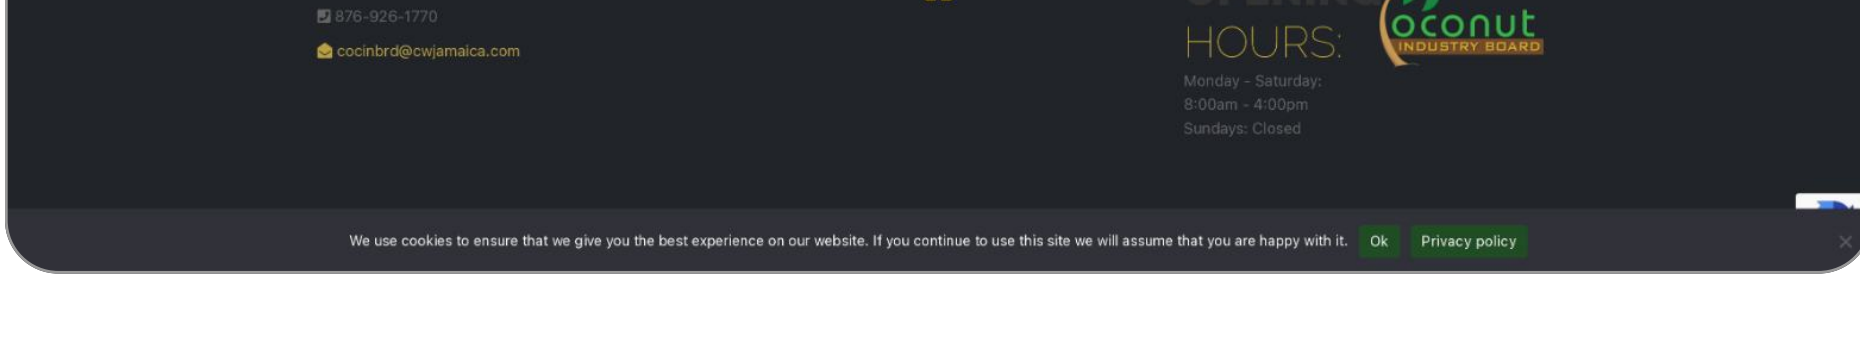 876-926-1770
cocinbrd@cwjamaica.com
OPENING
HOURS:
Monday - Saturday:
8:00am - 4:00pm
Sundays: Closed
oconut
INDUSTRY BOARD
We use cookies to ensure that we give you the best experience on our website. If you continue to use this site we will assume that you are happy with it. Ok Privacy policy